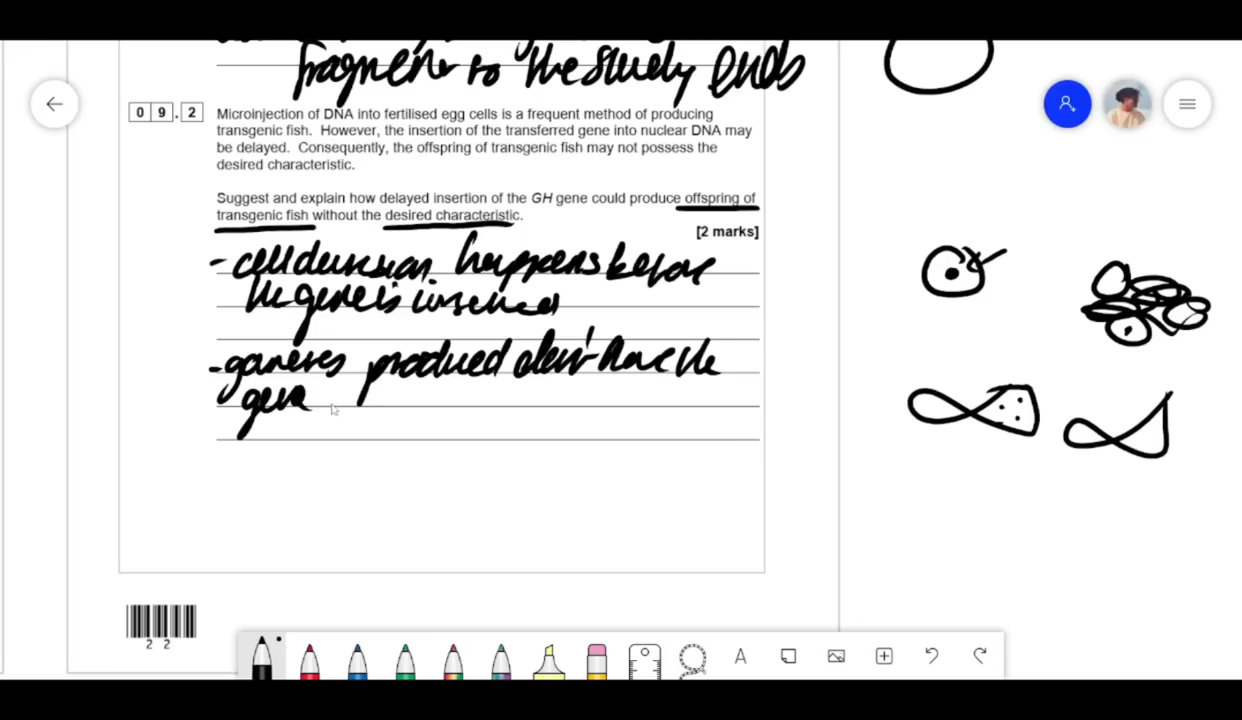 fragment to the sticky ends
0 9 . 2 Microinjection of DNA into fertilised egg cells is a frequent method of producing
transgenic fish. However, the insertion of the transferred gene into nuclear DNA may
be delayed. Consequently, the offspring of transgenic fish may not possess the
desired characteristic.
Suggest and explain how delayed insertion of the GH gene could produce offspring of
transgenic fish without the desired characteristic.
[2 marks]
- cell division happens before
the gene is inserted
- gametes produced don't have the
gene
2 2
A